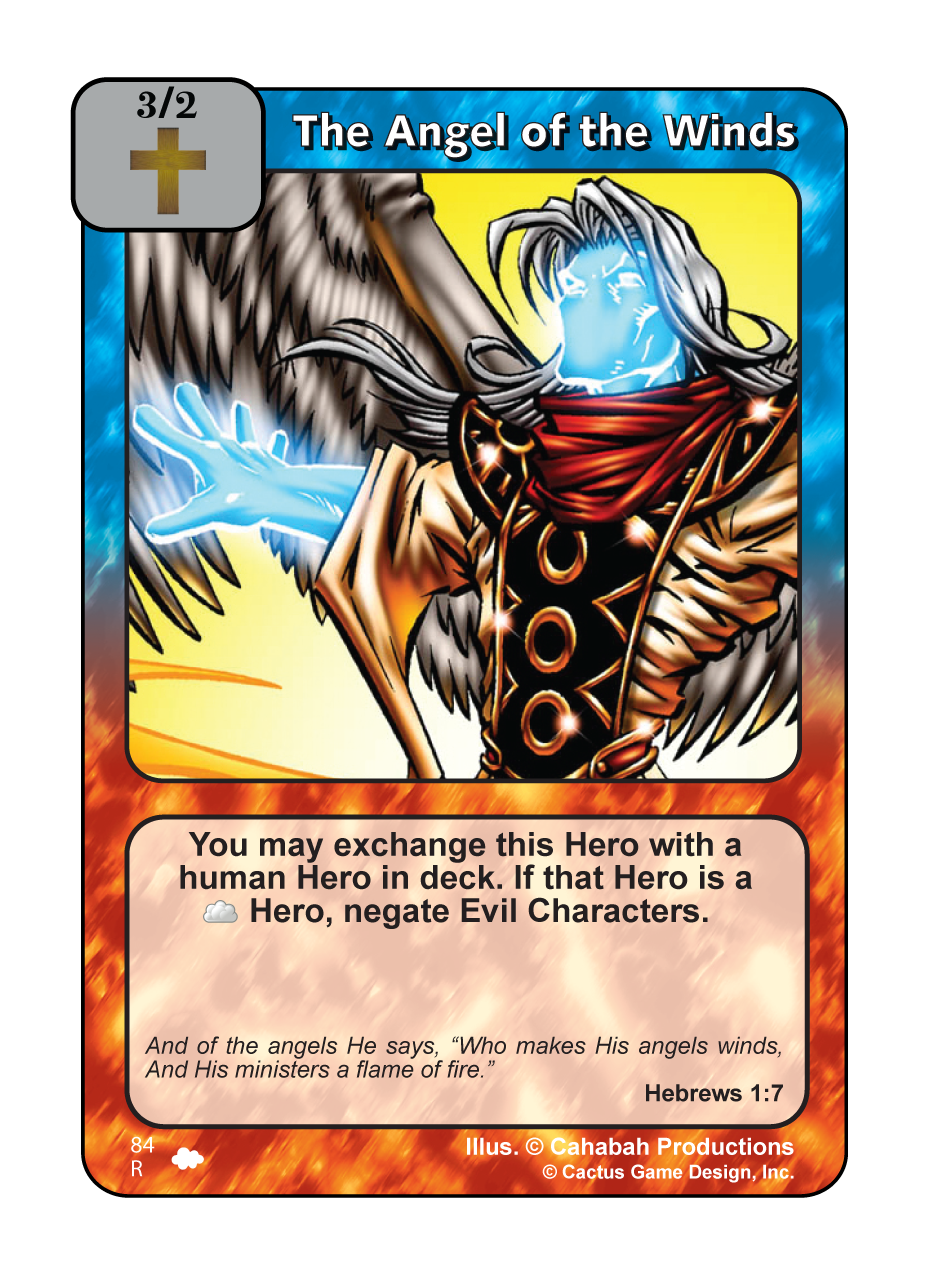 3/2
The Angel of the Winds
You may exchange this Hero with a
human Hero in deck. If that Hero is a
Hero, negate Evil Characters.
And of the angels He says, “Who makes His angels winds,
And His ministers a flame of fire.”
Hebrews 1:7
84
R
Illus. © Cahabah Productions
© Cactus Game Design, Inc.